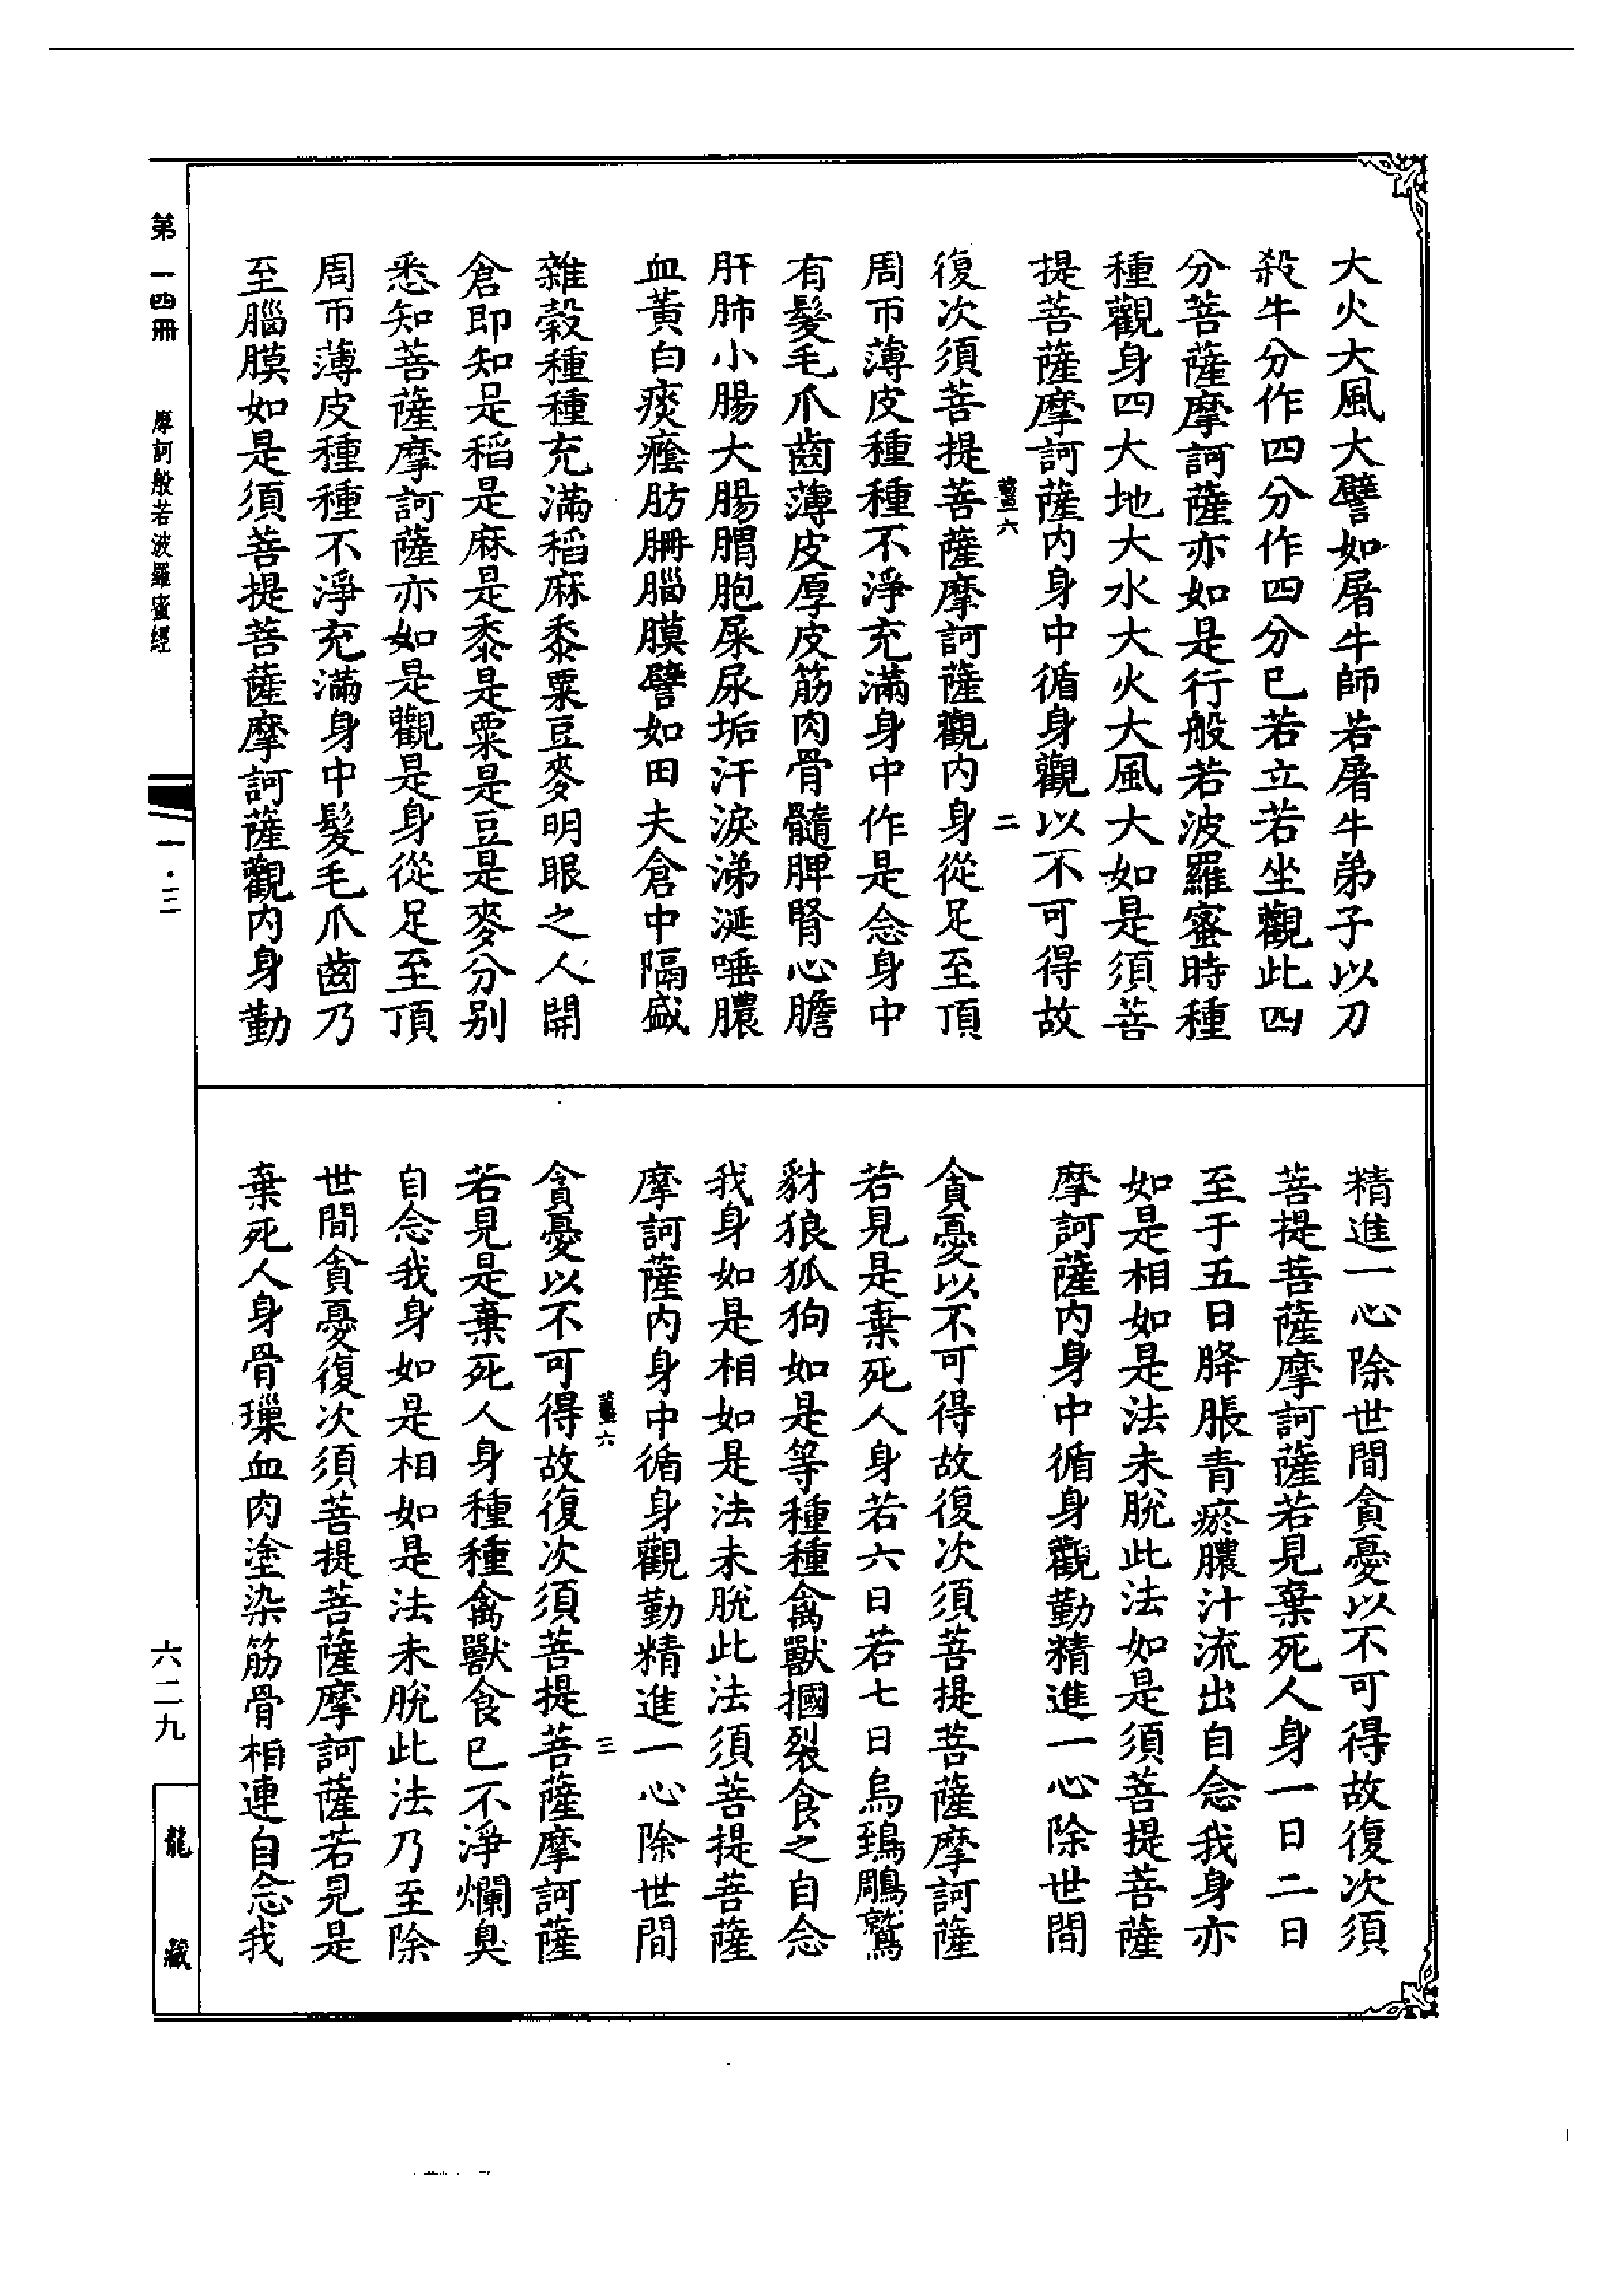 大火大風大譬如屠牛師若屠牛弟子以刀
殺牛分作四分作四分已若立若坐觀此四
分菩薩摩訶薩亦如是行般若波羅蜜時種
種觀身四大地大水大火大風大如是須菩
提菩薩摩訶薩內身中循身觀以不可得故
六 二
復次須菩提菩薩摩訶薩觀內身從足至頂
周帀薄皮種種不淨充滿身中作是念身中
有髮毛爪齒薄皮厚皮筋肉骨髓脾腎心膽
肝肺小腸大腸胃胞屎尿垢汗淚涕涎唾膿
血黃白痰癊肪𦙱腦膜譬如田夫倉中隔盛
雜穀種種充滿稻麻黍粟豆麥明眼之人開
倉即知是稻是麻是黍是粟是豆是麥分別
悉知菩薩摩訶薩亦如是觀是身從足至頂
周帀薄皮種種不淨充滿身中髮毛爪齒乃
至腦膜如是須菩提菩薩摩訶薩觀內身勤
精進一心除世間貪憂以不可得故復次須
菩提菩薩摩訶薩若見棄死人身一日二日
至于五日胮脹青瘀膿汁流出自念我身亦
如是相如是法未脫此法如是須菩提菩薩
摩訶薩內身中循身觀勤精進一心除世間
貪憂以不可得故復次須菩提菩薩摩訶薩
若見是棄死人身若六日若七日烏鵄鵰鷲
豺狼狐狗如是等種種禽獸摑裂食之自念
我身如是相如是法未脫此法須菩提菩薩
摩訶薩內身中循身觀勤精進一心除世間
六 三
貪憂以不可得故復次須菩提菩薩摩訶薩
若見是棄死人身種種禽獸食已不淨爛臭
自念我身如是相如是法未脫此法乃至除
世間貪憂復次須菩提菩薩摩訶薩若見是
棄死人身骨璅血肉塗染筋骨相連自念我
第一四冊 摩訶般若波羅蜜經 一·三 六二九 龍藏